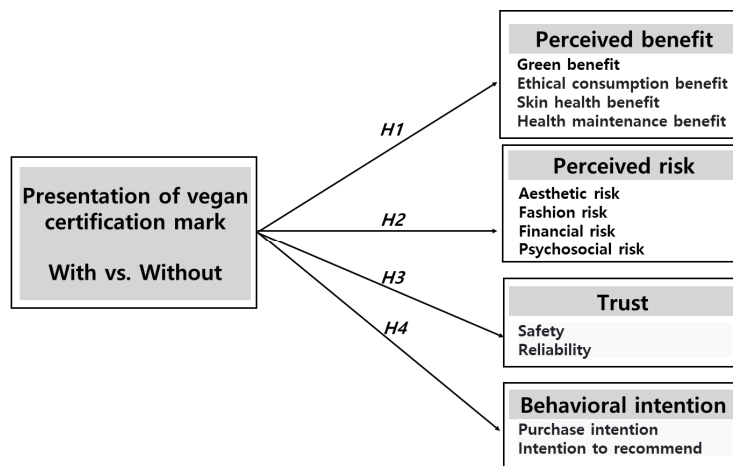 Presentation of vegan
certification mark
With vs. Without
H1
H2
H3
H4
Perceived benefit
Green benefit
Ethical consumption benefit
Skin health benefit
Health maintenance benefit
Perceived risk
Aesthetic risk
Fashion risk
Financial risk
Psychosocial risk
Trust
Safety
Reliability
Behavioral intention
Purchase intention
Intention to recommend